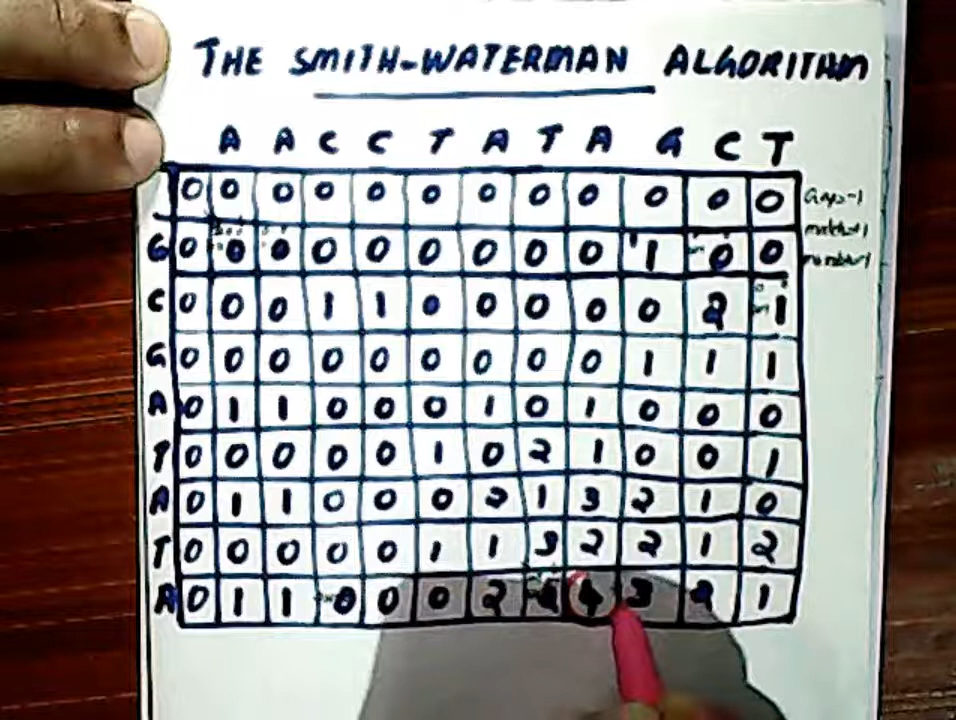 THE SMITH-WATERMAN ALGORITHM
A A C C T A T A G C T
0 0 0 0 0 0 0 0 0 0 0 0
G 0 0 0 0 0 0 0 0 0 1 0 0
C 0 0 0 1 1 0 0 0 0 0 2 1
G 0 0 0 0 0 0 0 0 0 1 1 1
A 0 1 1 0 0 0 1 0 1 0 0 0
T 0 0 0 0 0 1 0 2 1 0 0 1
A 0 1 1 0 0 0 2 1 3 2 1 0
T 0 0 0 0 0 1 1 3 2 2 1 2
A 0 1 1 0 0 0 2 4 3 2 1